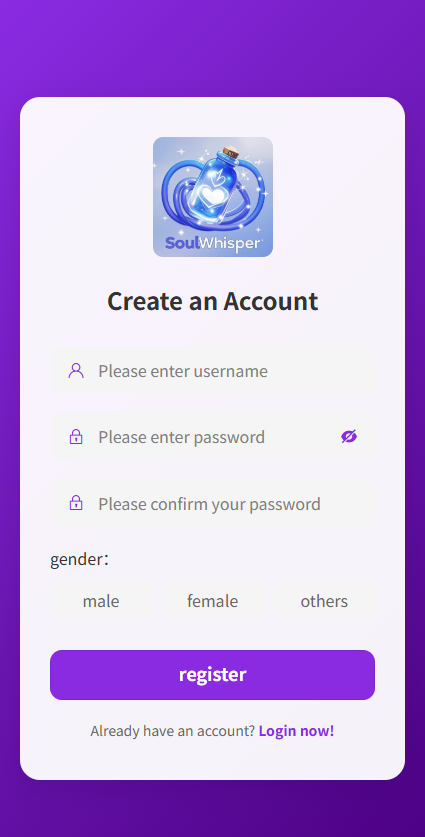 SoulWhisper
Create an Account
Please enter username
Please enter password
Please confirm your password
gender：
male female others
register
Already have an account? Login now!